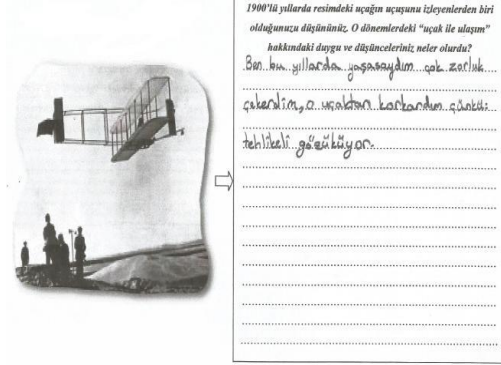 1900'lü yıllarda resimdeki uçağın uçuşunu izleyenlerden biri
olduğunuzu düşününüz. O dönemlerdeki “uçak ile ulaşım”
hakkındaki duygu ve düşünceleriniz neler olurdu?
Ben bu yıllarda yaşasaydım çok zorluk
çekerdim, o uçaktan korkardım çünkü
tehlikeli gözüküyor.